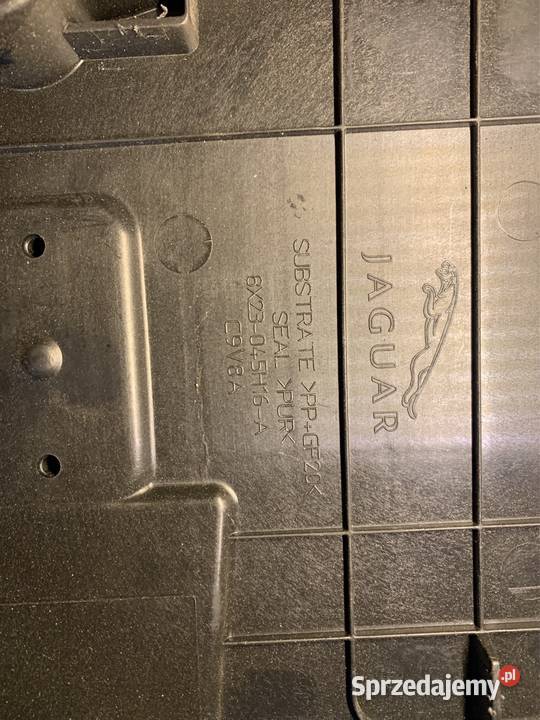 JAGUAR
SUBSTRATE >PP+GF20<
SEAL >PUR<
6X23-045H16-A
C9V8A
Sprzedajemy.pl